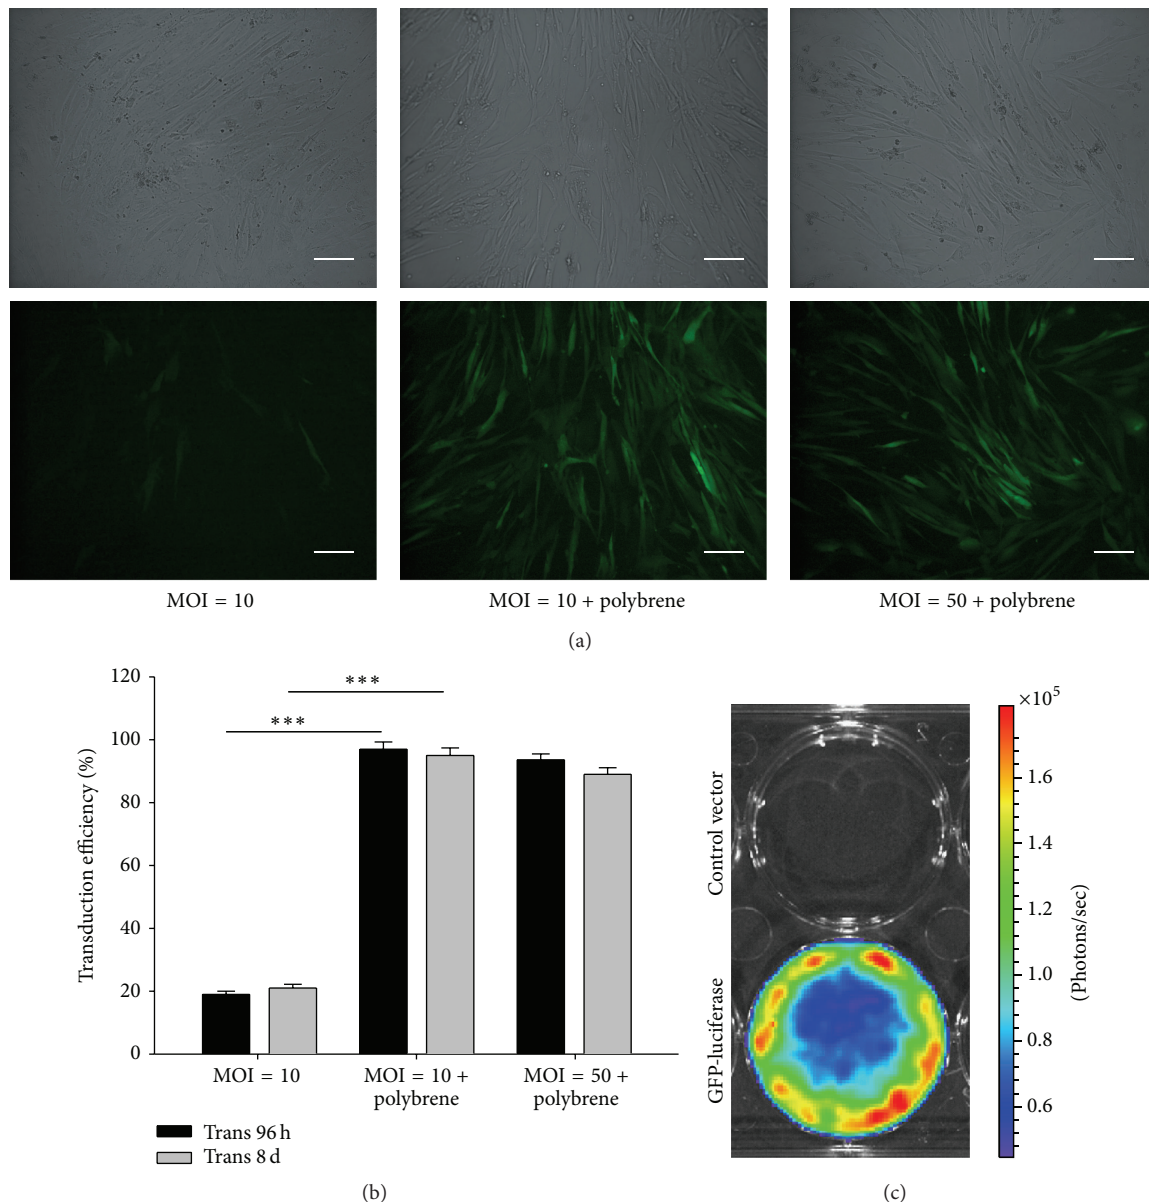 MOI = 10
MOI = 10 + polybrene
MOI = 50 + polybrene
(a)
120
100
80
60
40
20
0
Transduction efficiency (%)
***
***
MOI = 10
MOI = 10 +
polybrene
MOI = 50 +
polybrene
Trans 96 h
Trans 8 d
(b)
Control vector
GFP-luciferase
×10⁵
1.6
1.4
1.2
1.0
0.8
0.6
(Photons/sec)
(c)